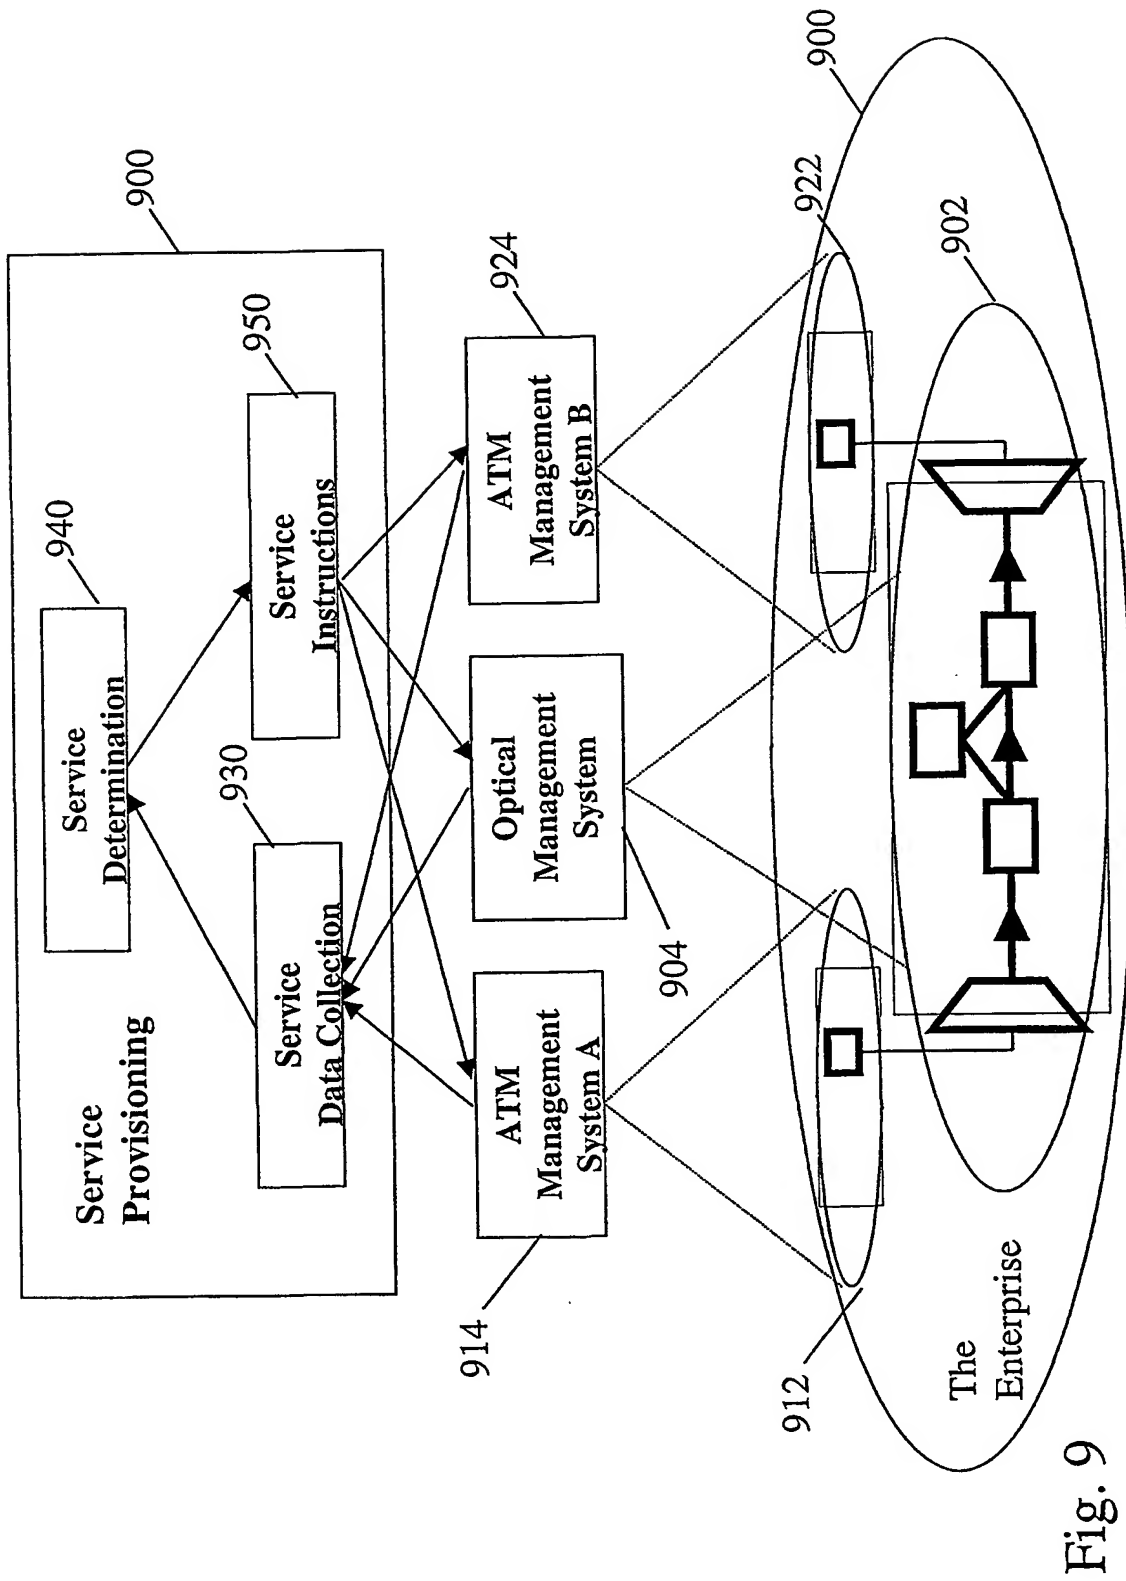 900
940
Service
Determination
950
Service
Provisioning
930
Service
Data Collection
Service
Instructions
914
ATM
Management
System A
Optical
Management
System
904
924
ATM
Management
System B
912
922
900
902
The
Enterprise
Fig. 9